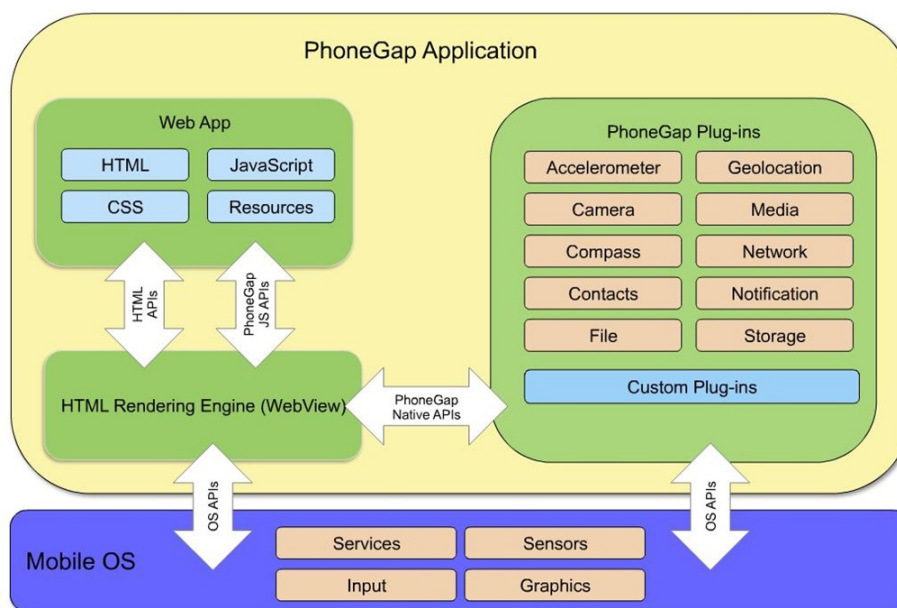 PhoneGap Application
Web App
HTML
JavaScript
CSS
Resources
HTML
APIs
PhoneGap
JS APIs
HTML Rendering Engine (WebView)
PhoneGap
Native APIs
PhoneGap Plug-ins
Accelerometer
Geolocation
Camera
Media
Compass
Network
Contacts
Notification
File
Storage
Custom Plug-ins
OS APIs
OS APIs
Mobile OS
Services
Sensors
Input
Graphics